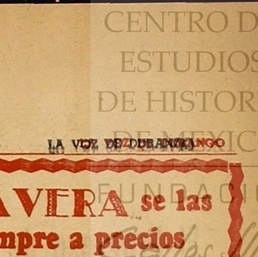 CENTRO D
ESTUDIOS
DE HISTOR
DE MEXIC
LA VOZ DE DURANGO
FUNDACI
AVERA se las
mpre a precios